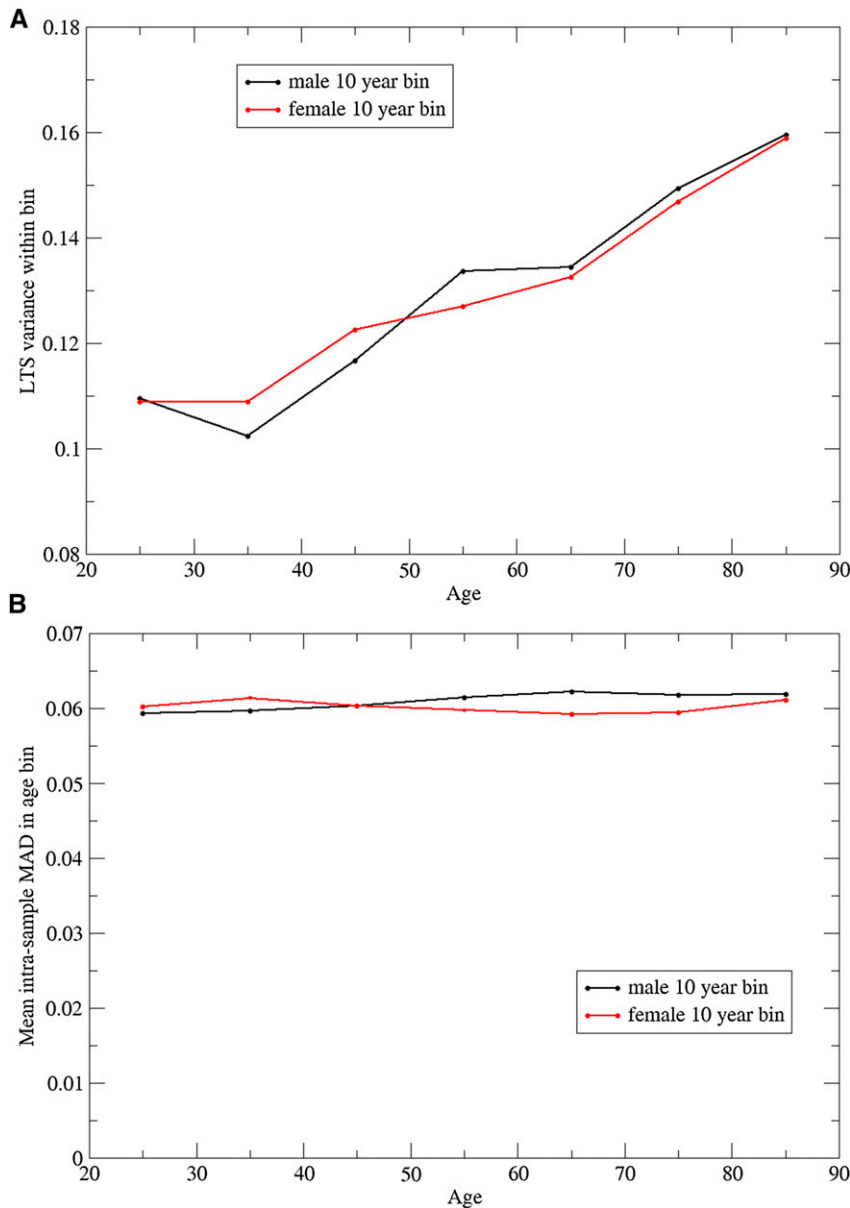 A
0.18
0.16
0.14
0.12
0.1
0.08
LTS variance within bin
male 10 year bin
female 10 year bin
20 30 40 50 60 70 80 90
Age
B
0.07
0.06
0.05
0.04
0.03
0.02
0.01
0
Mean intra-sample MAD in age bin
male 10 year bin
female 10 year bin
20 30 40 50 60 70 80 90
Age